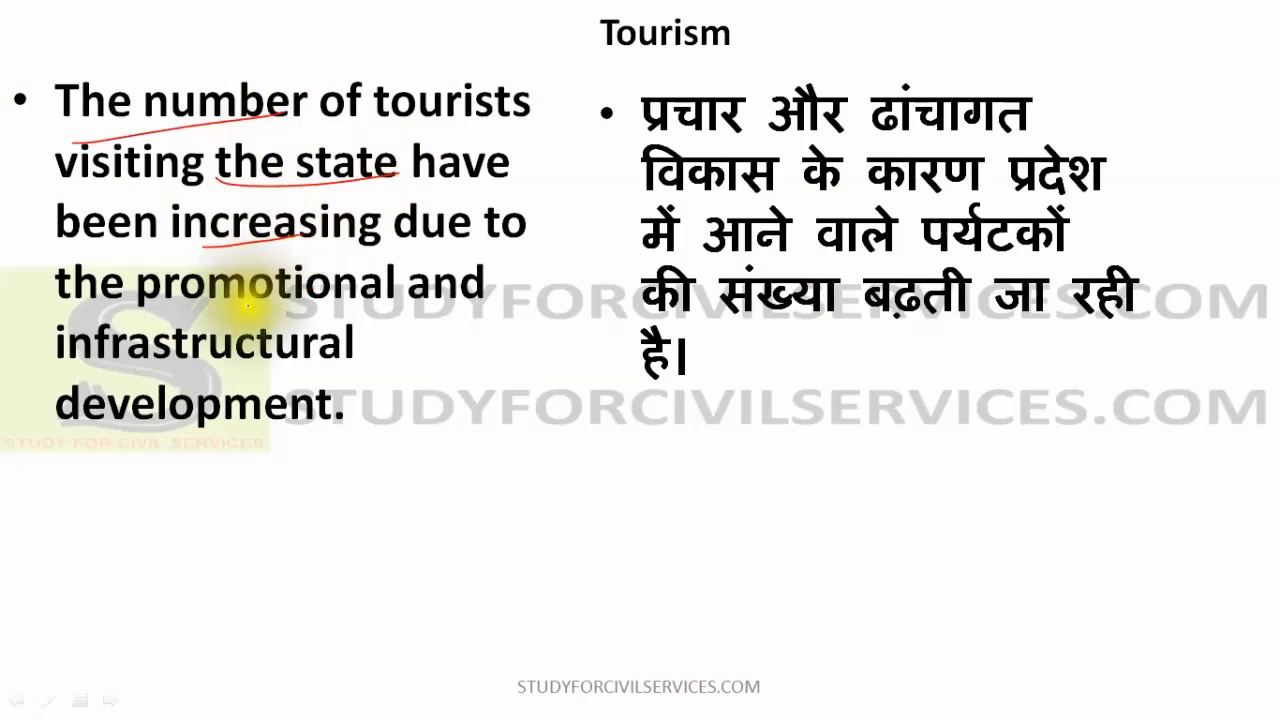 Tourism
• The number of tourists
visiting the state have
been increasing due to
the promotional and
infrastructural
development.
• प्रचार और ढांचागत
विकास के कारण प्रदेश
में आने वाले पर्यटकों
की संख्या बढ़ती जा रही
है।
STUDYFORCIVILSERVICES.COM
STUDYFORCIVILSERVICES.COM
STUDY FOR CIVIL SERVICES
STUDYFORCIVILSERVICES.COM